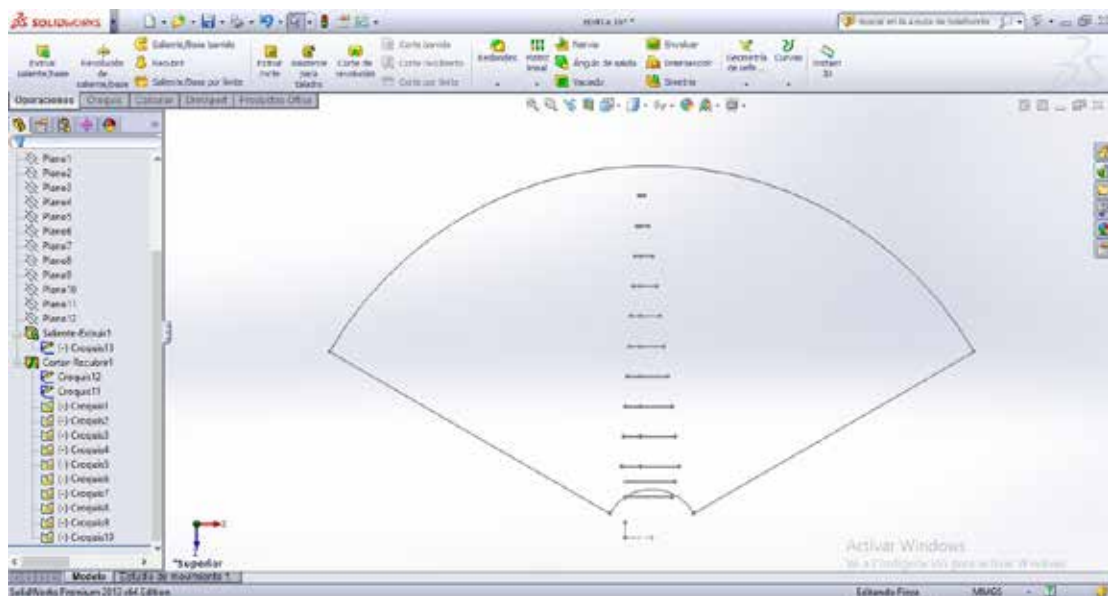 SOLIDWORKS
Saliente/Base barrido
Recubrir
Saliente/Base por límite
Extruir saliente/base
Revolución de saliente/base
Extruir corte
Asistente para taladro
Corte de revolución
Corte barrido
Corte recubierto
Corte por límite
Redondeo
Matriz lineal
Nervio
Ángulo de salida
Vaciado
Envolver
Intersección
Simetría
Geometría de refe...
Curvas
Instant 3D
Operaciones
Croquis
Calcular
DimXpert
Productos Office
Plano1
Plano2
Plano3
Plano4
Plano5
Plano6
Plano7
Plano8
Plano9
Plano10
Plano11
Plano12
Saliente-Extruir1
(-) Croquis13
Cortar-Recubrir1
Croquis12
Croquis11
(-) Croquis1
(-) Croquis2
(-) Croquis3
(-) Croquis4
(-) Croquis5
(-) Croquis6
(-) Croquis7
(-) Croquis8
(-) Croquis9
(-) Croquis10
*Superior
Activar Windows
Modelo
Estudio de movimiento 1
SolidWorks Premium 2013 x64 Edition
Editando Pieza
MMGS